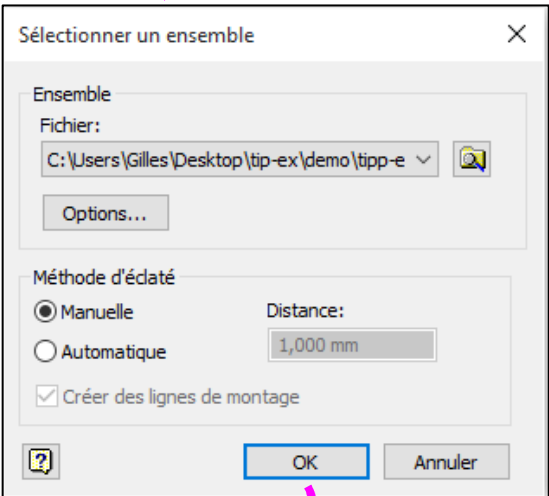 Sélectionner un ensemble
Ensemble
Fichier:
C:\Users\Gilles\Desktop\tip-ex\demo\tipp-e
Options...
Méthode d'éclaté
Manuelle
Distance:
Automatique
1,000 mm
Créer des lignes de montage
?
OK
Annuler